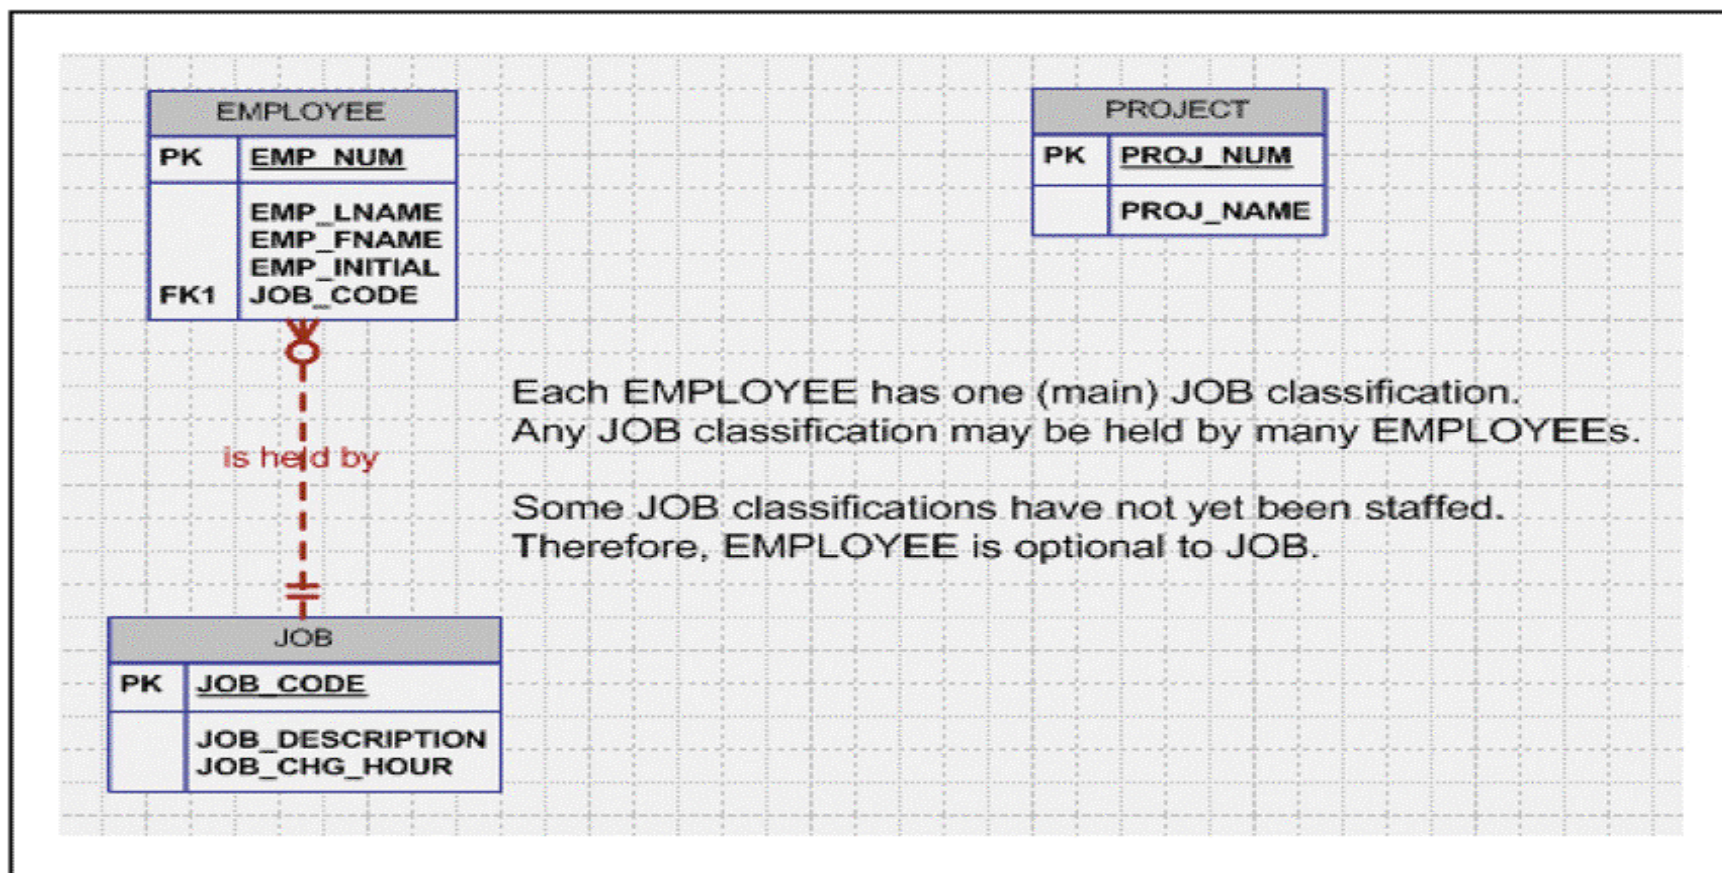 EMPLOYEE
PK EMP_NUM
EMP_LNAME
EMP_FNAME
EMP_INITIAL
FK1 JOB_CODE
PROJECT
PK PROJ_NUM
PROJ_NAME
is held by
Each EMPLOYEE has one (main) JOB classification.
Any JOB classification may be held by many EMPLOYEEs.
Some JOB classifications have not yet been staffed.
Therefore, EMPLOYEE is optional to JOB.
JOB
PK JOB_CODE
JOB_DESCRIPTION
JOB_CHG_HOUR